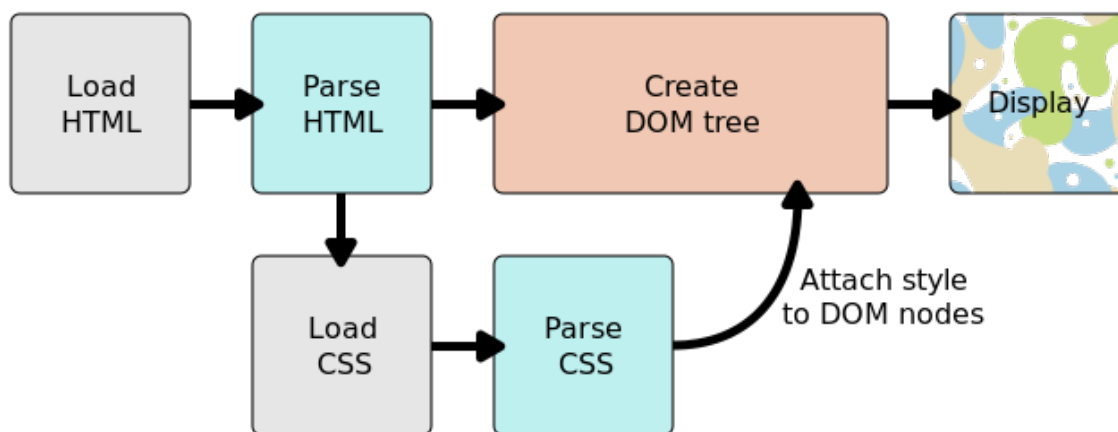 Load
HTML
Parse
HTML
Create
DOM tree
Display
Load
CSS
Parse
CSS
Attach style
to DOM nodes